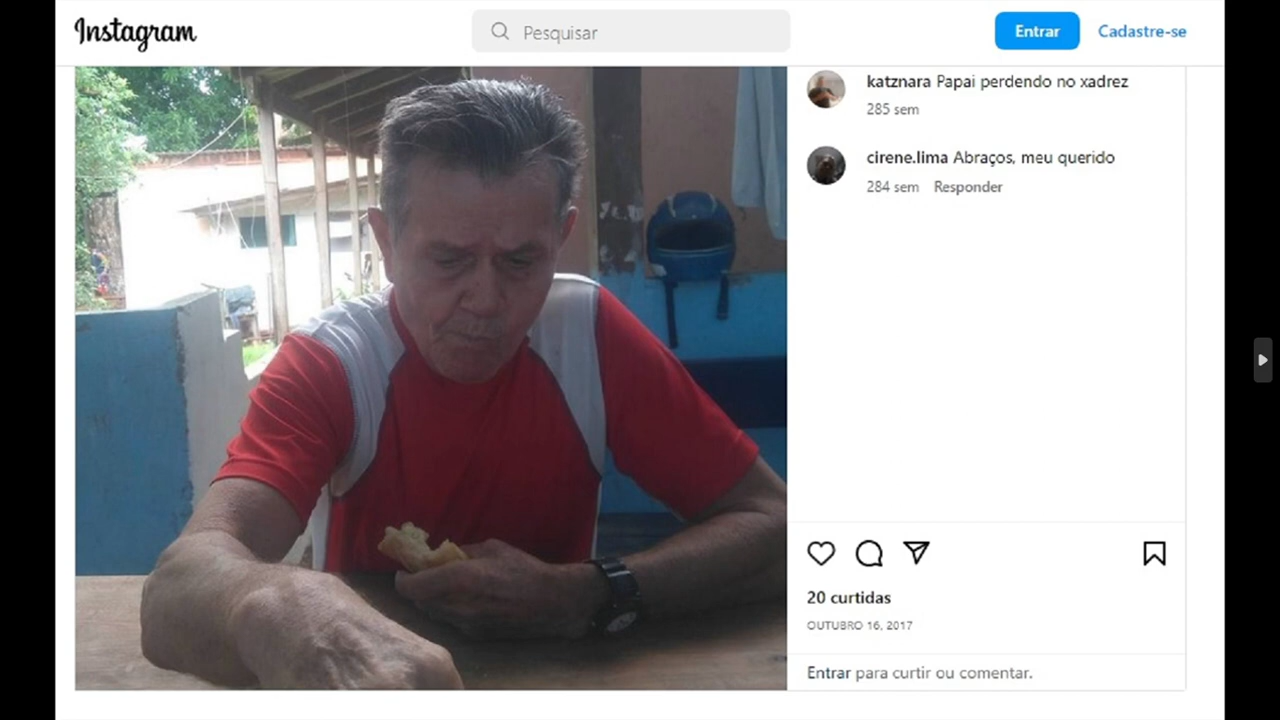 Instagram
Pesquisar
Entrar
Cadastre-se
katznara Papai perdendo no xadrez
285 sem
cirene.lima Abraços, meu querido
284 sem Responder
20 curtidas
OUTUBRO 16, 2017
Entrar para curtir ou comentar.